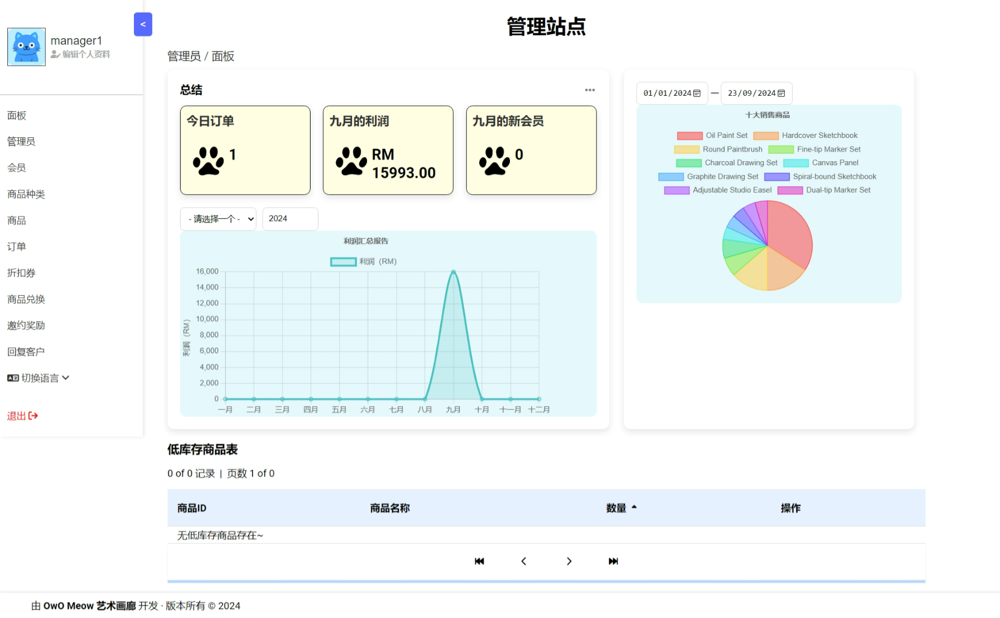 <
manager1
编辑个人资料
面板
管理员
会员
商品种类
商品
订单
折扣券
商品兑换
邀约奖励
回复客户
切换语言
退出
管理站点
管理员 / 面板
总结
今日订单
1
九月的利润
RM
15993.00
九月的新会员
0
- 请选择一个 -
2024
利润汇总报告
利润（RM）
利润（RM）
16,000
14,000
12,000
10,000
8,000
6,000
4,000
2,000
0
一月 二月 三月 四月 五月 六月 七月 八月 九月 十月 十一月 十二月
01/01/2024 — 23/09/2024
十大销售商品
Oil Paint Set Hardcover Sketchbook
Round Paintbrush Fine-tip Marker Set
Charcoal Drawing Set Canvas Panel
Graphite Drawing Set Spiral-bound Sketchbook
Adjustable Studio Easel Dual-tip Marker Set
低库存商品表
0 of 0 记录 | 页数 1 of 0
商品ID 商品名称 数量 操作
无低库存商品存在~
由 OwO Meow 艺术画廊 开发 · 版本所有 © 2024